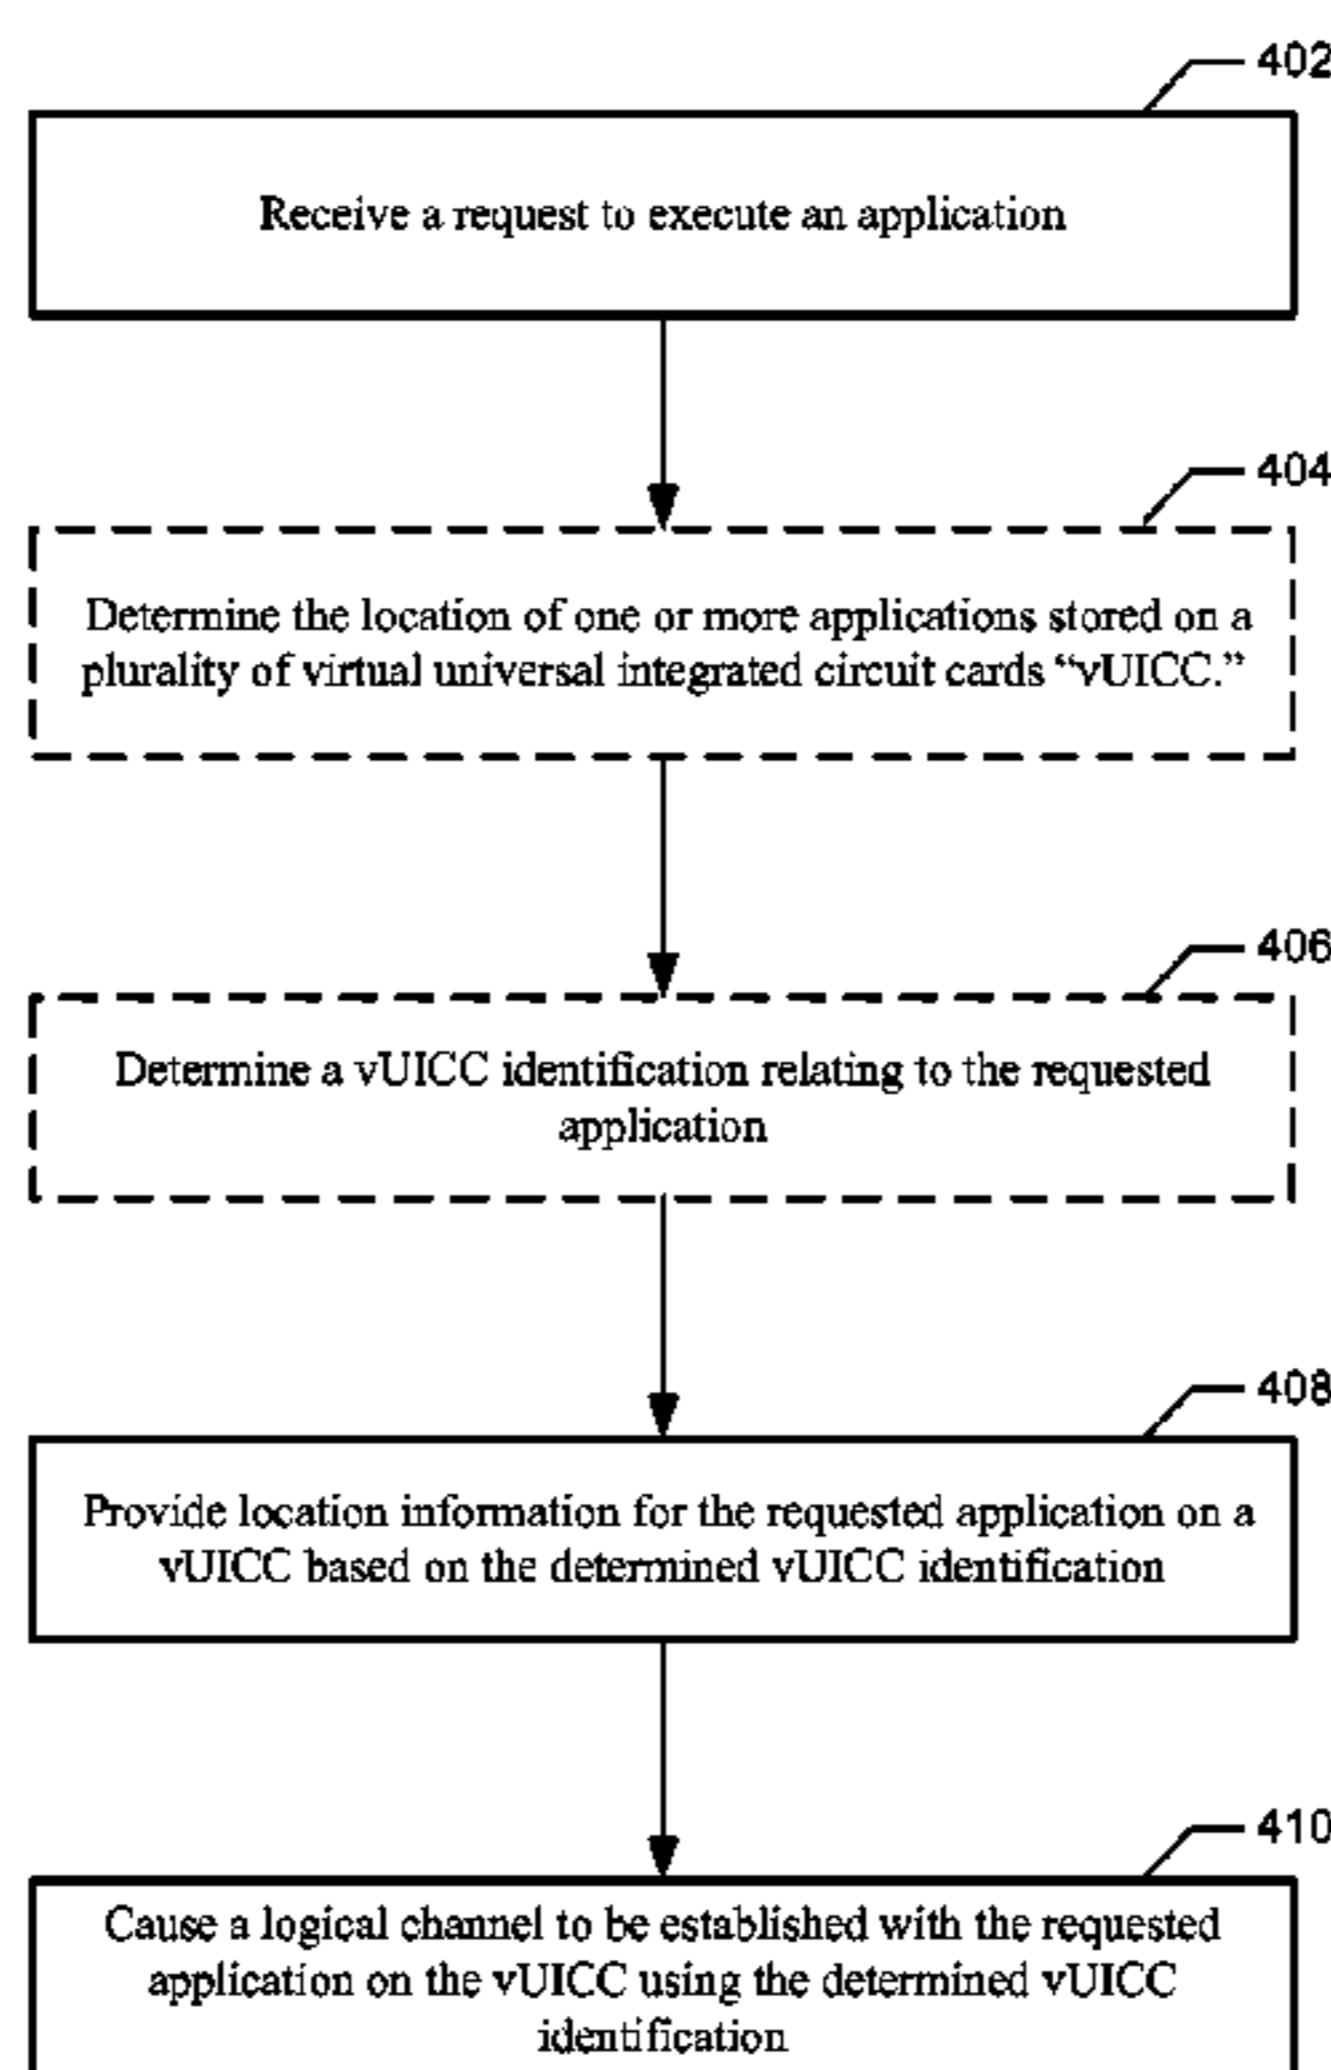 402
Receive a request to execute an application
404
Determine the location of one or more applications stored on a
plurality of virtual universal integrated circuit cards “vUICC.”
406
Determine a vUICC identification relating to the requested
application
408
Provide location information for the requested application on a
vUICC based on the determined vUICC identification
410
Cause a logical channel to be established with the requested
application on the vUICC using the determined vUICC
identification